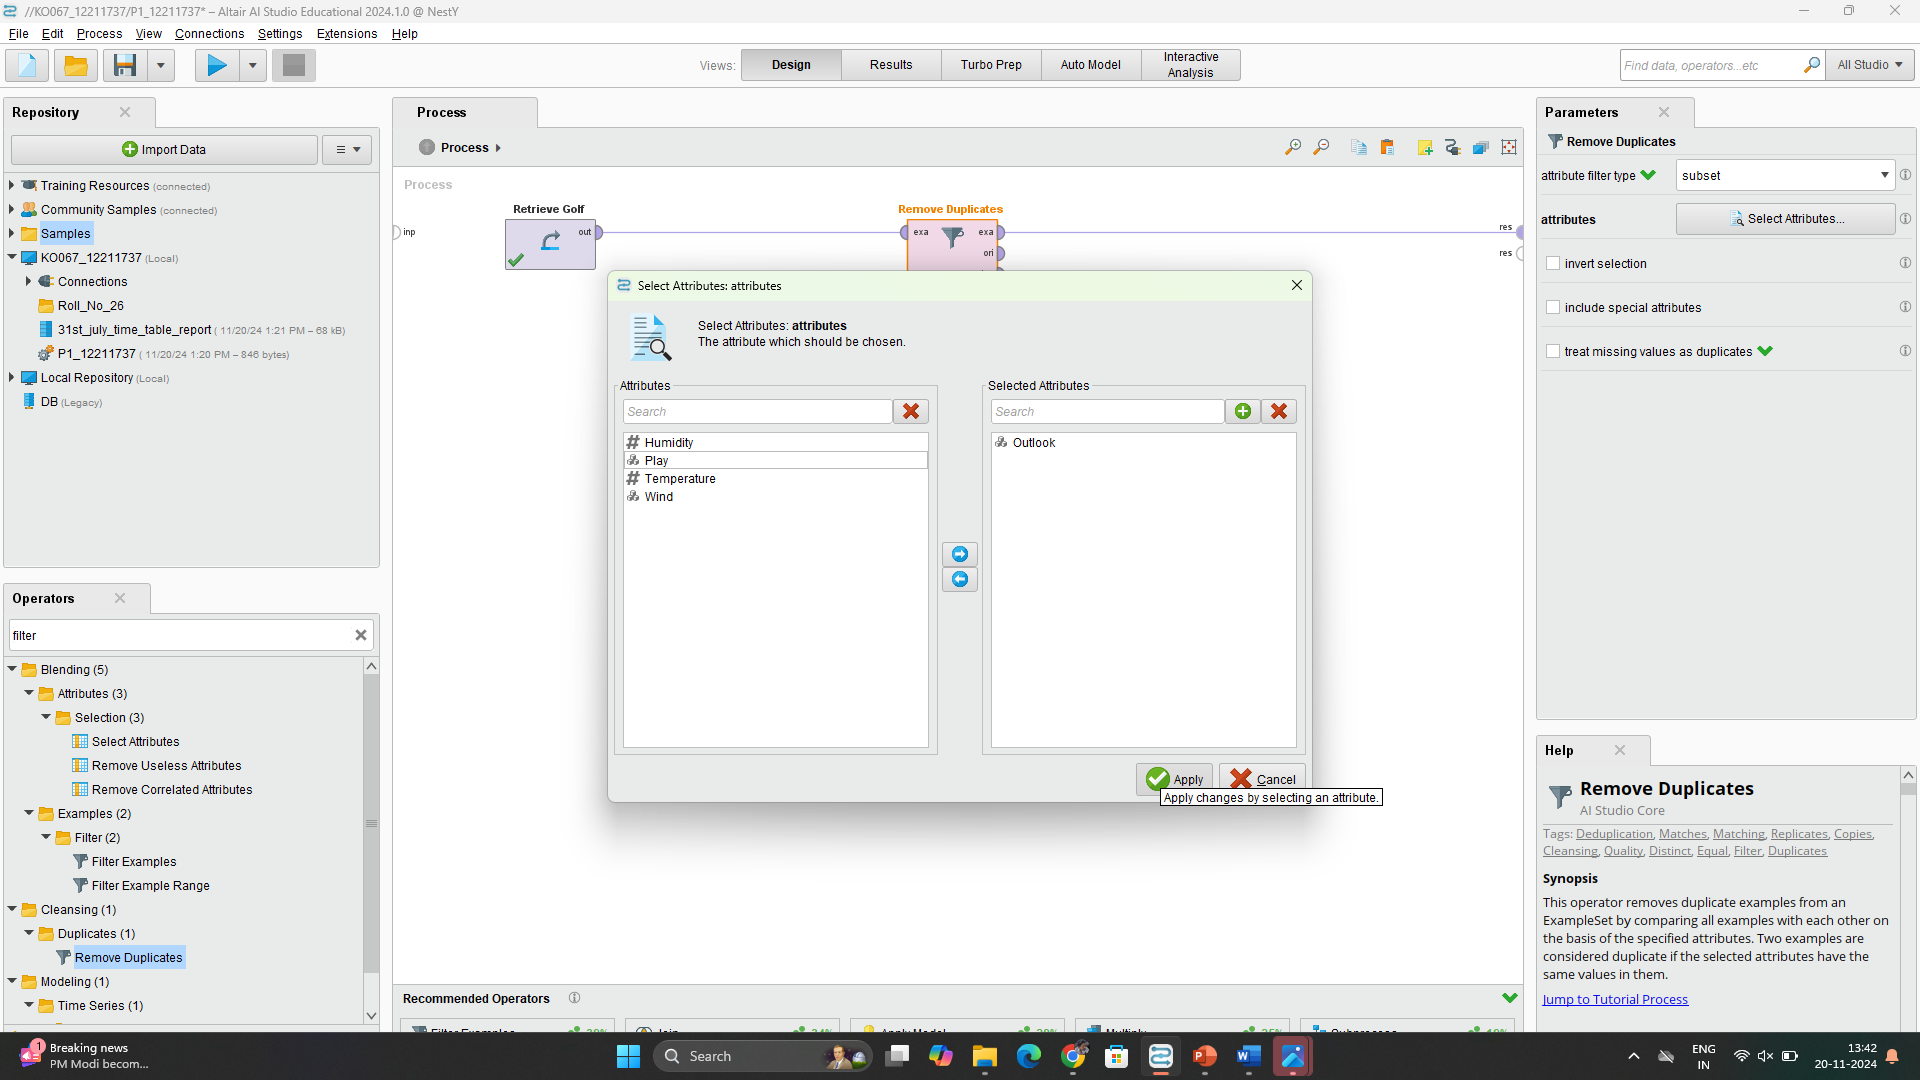 //KO067_12211737/P1_12211737* – Altair AI Studio Educational 2024.1.0 @ NestY
File Edit Process View Connections Settings Extensions Help
Views: Design Results Turbo Prep Auto Model Interactive Analysis
Find data, operators...etc All Studio
Repository
Import Data
Training Resources (connected)
Community Samples (connected)
Samples
KO067_12211737 (Local)
Connections
Roll_No_26
31st_july_time_table_report ( 11/20/24 1:21 PM – 68 kB)
P1_12211737 ( 11/20/24 1:20 PM – 846 bytes)
Local Repository (Local)
DB (Legacy)
Operators
filter
Blending (5)
Attributes (3)
Selection (3)
Select Attributes
Remove Useless Attributes
Remove Correlated Attributes
Examples (2)
Filter (2)
Filter Examples
Filter Example Range
Cleansing (1)
Duplicates (1)
Remove Duplicates
Modeling (1)
Time Series (1)
Process
Process
Process
inp
Retrieve Golf
out
Remove Duplicates
exa exa
ori
res
res
Select Attributes: attributes
Select Attributes: attributes
The attribute which should be chosen.
Attributes
Search
Humidity
Play
Temperature
Wind
Selected Attributes
Search
Outlook
Apply Cancel
Apply changes by selecting an attribute.
Recommended Operators
Parameters
Remove Duplicates
attribute filter type subset
attributes Select Attributes...
invert selection
include special attributes
treat missing values as duplicates
Help
Remove Duplicates
AI Studio Core
Tags: Deduplication, Matches, Matching, Replicates, Copies,
Cleansing, Quality, Distinct, Equal, Filter, Duplicates
Synopsis
This operator removes duplicate examples from an
ExampleSet by comparing all examples with each other on
the basis of the specified attributes. Two examples are
considered duplicate if the selected attributes have the
same values in them.
Jump to Tutorial Process
1
Breaking news
PM Modi becom...
Search
ENG
IN
13:42
20-11-2024